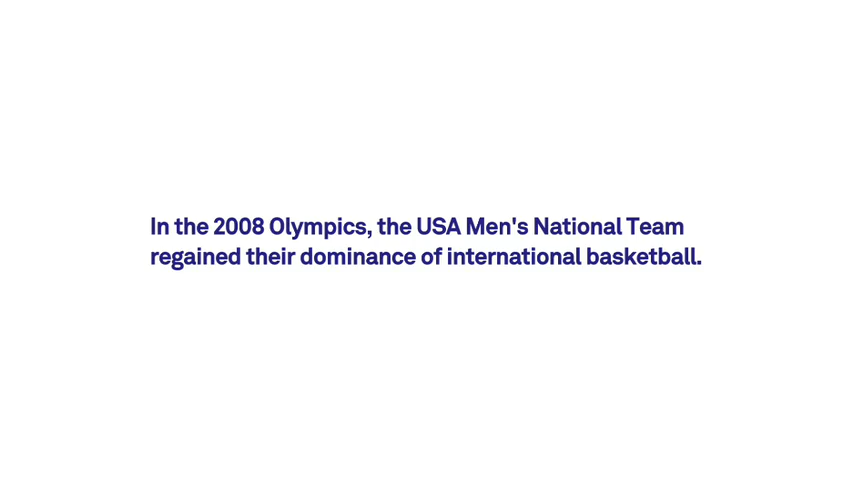 In the 2008 Olympics, the USA Men's National Team
regained their dominance of international basketball.